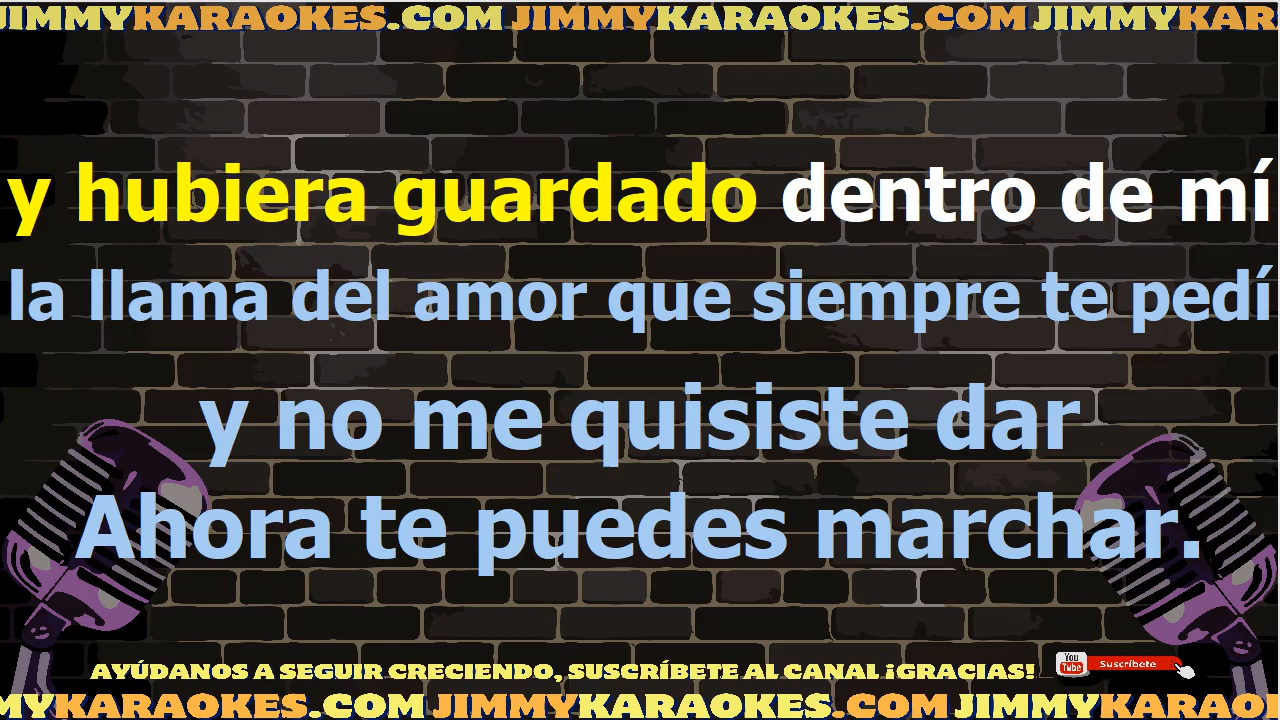 JIMMYKARAOKES.COM JIMMYKARAOKES.COM JIMMYKAR
y hubiera guardado dentro de mí
la llama del amor que siempre te pedí
y no me quisiste dar
Ahora te puedes marchar.
AYÚDANOS A SEGUIR CRECIENDO, SUSCRÍBETE AL CANAL ¡GRACIAS!
You Tube Suscríbete
MYKARAOKES.COM JIMMYKARAOKES.COM JIMMYKARAO